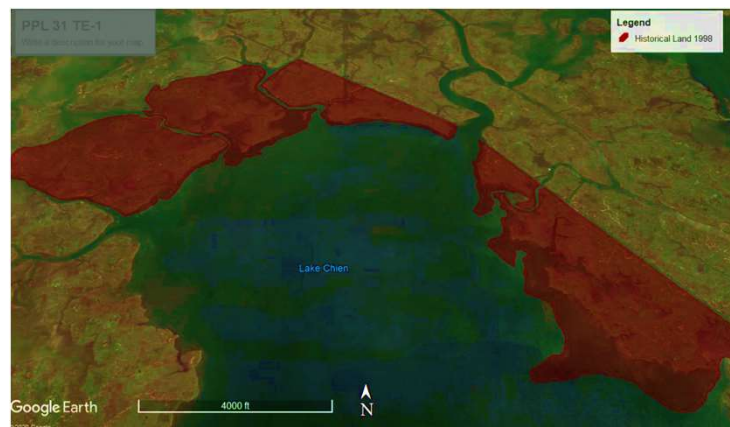 PPL 31 TE-1
Write a description for your map.
Legend
Historical Land 1998
Lake Chien
Google Earth
4000 ft
N